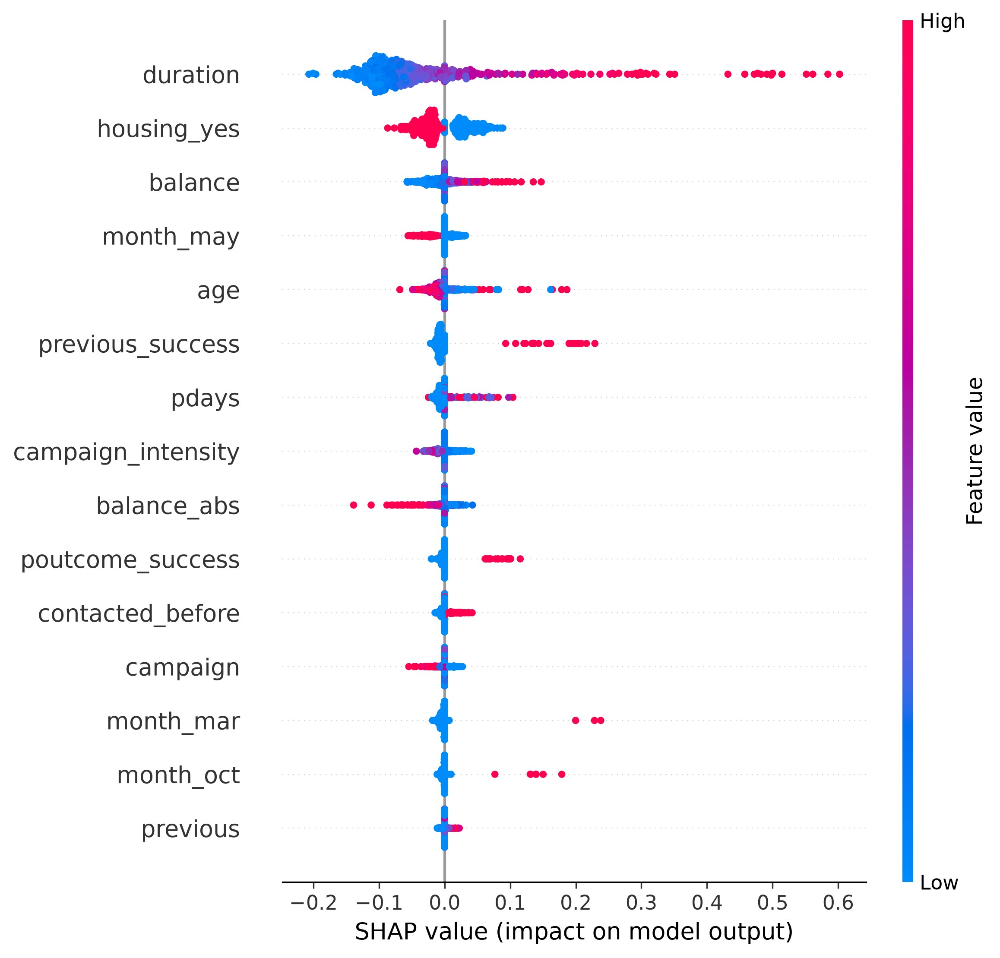 High
duration
housing_yes
balance
month_may
age
previous_success
pdays
campaign_intensity
balance_abs
poutcome_success
contacted_before
campaign
month_mar
month_oct
previous
Feature value
Low
−0.2 −0.1 0.0 0.1 0.2 0.3 0.4 0.5 0.6
SHAP value (impact on model output)